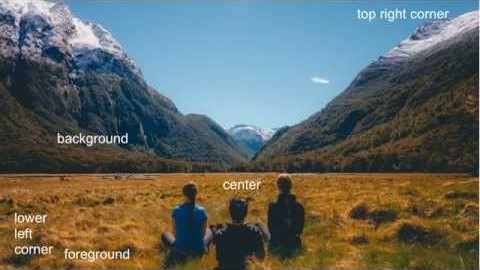 top right corner
background
center
lower
left
corner
foreground